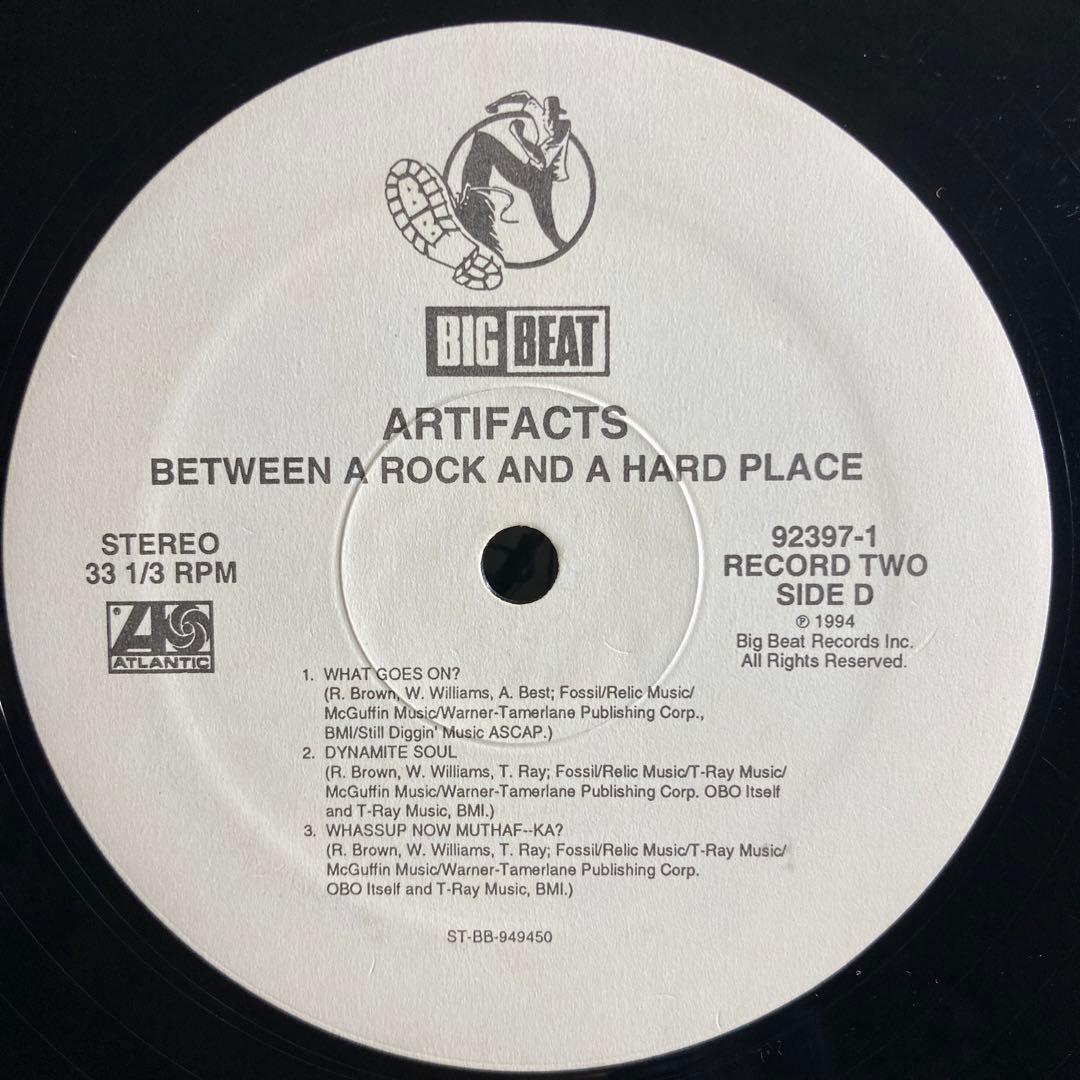 BB
BIG BEAT
ARTIFACTS
BETWEEN A ROCK AND A HARD PLACE
STEREO
33 1/3 RPM
® ATLANTIC
92397-1
RECORD TWO
SIDE D
℗ 1994
Big Beat Records Inc.
All Rights Reserved.
1. WHAT GOES ON?
(R. Brown, W. Williams, A. Best; Fossil/Relic Music/
McGuffin Music/Warner-Tamerlane Publishing Corp.,
BMI/Still Diggin' Music ASCAP.)
2. DYNAMITE SOUL
(R. Brown, W. Williams, T. Ray; Fossil/Relic Music/T-Ray Music/
McGuffin Music/Warner-Tamerlane Publishing Corp. OBO Itself
and T-Ray Music, BMI.)
3. WHASSUP NOW MUTHAF--KA?
(R. Brown, W. Williams, T. Ray; Fossil/Relic Music/T-Ray Music/
McGuffin Music/Warner-Tamerlane Publishing Corp.
OBO Itself and T-Ray Music, BMI.)
ST-BB-949450